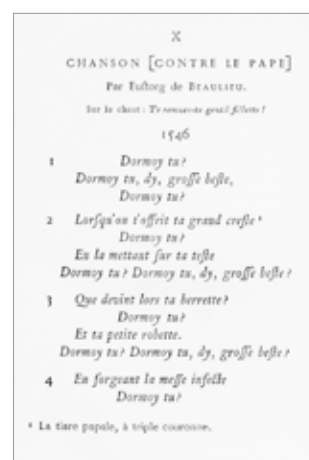 X
CHANSON [CONTRE LE PAPE]
Par Euſtorg de BEAULIEU.
Sur le chant : Te remues-tu gentil fillette !
1546
1 Dormoy tu ?
Dormoy tu, dy, groſſe beſte,
Dormoy tu ?
2 Lorſqu'on t'offrit ta grand creſte ª
Dormoy tu ?
En la mettant ſur ta teſte
Dormoy tu ? Dormoy tu, dy, groſſe beſte ?
3 Que devint lors ta berrette ?
Dormoy tu ?
Et ta petite robette.
Dormoy tu ? Dormoy tu, dy, groſſe beſte ?
4 En forgeant la meſſe infecte
Dormoy tu ?
ª La tiare papale, à triple couronne.